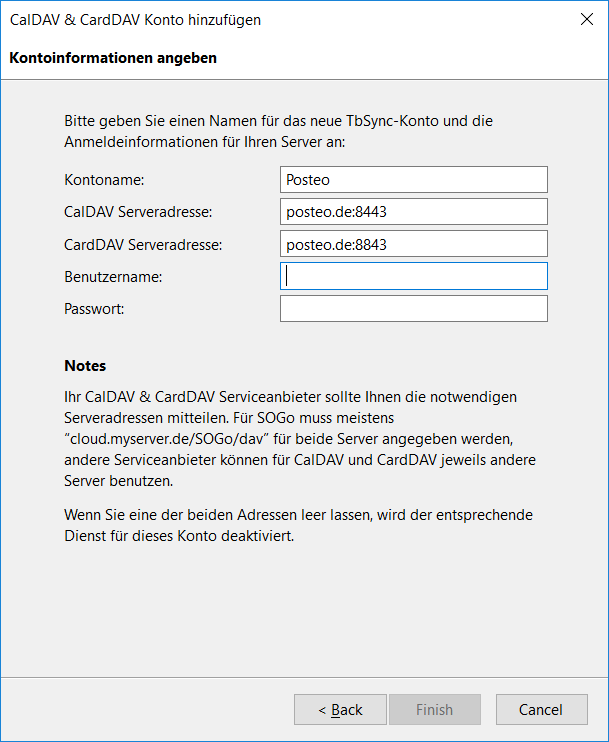 CalDAV & CardDAV Konto hinzufügen
Kontoinformationen angeben
Bitte geben Sie einen Namen für das neue TbSync-Konto und die
Anmeldeinformationen für Ihren Server an:
Kontoname: Posteo
CalDAV Serveradresse: posteo.de:8443
CardDAV Serveradresse: posteo.de:8843
Benutzername:
Passwort:
Notes
Ihr CalDAV & CardDAV Serviceanbieter sollte Ihnen die notwendigen
Serveradressen mitteilen. Für SOGo muss meistens
“cloud.myserver.de/SOGo/dav” für beide Server angegeben werden,
andere Serviceanbieter können für CalDAV und CardDAV jeweils andere
Server benutzen.
Wenn Sie eine der beiden Adressen leer lassen, wird der entsprechende
Dienst für dieses Konto deaktiviert.
< Back Finish Cancel